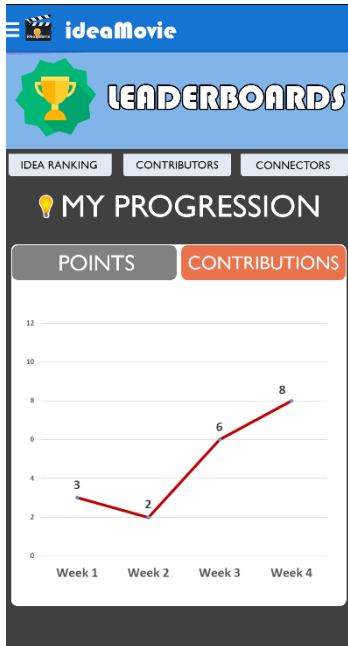 ideaMovie
LEADERBOARDS
IDEA RANKING CONTRIBUTORS CONNECTORS
MY PROGRESSION
POINTS CONTRIBUTIONS
12
10
8
6
4
2
0
3
2
6
8
Week 1 Week 2 Week 3 Week 4